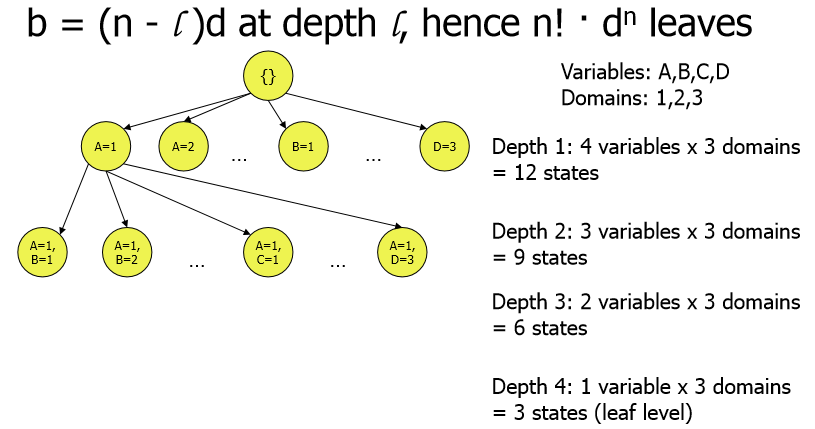 b = (n - ℓ)d at depth ℓ, hence n! · dⁿ leaves
{}
Variables: A,B,C,D
Domains: 1,2,3
A=1
A=2
...
B=1
...
D=3
Depth 1: 4 variables x 3 domains
= 12 states
Depth 2: 3 variables x 3 domains
= 9 states
A=1,
B=1
A=1,
B=2
...
A=1,
C=1
...
A=1,
D=3
Depth 3: 2 variables x 3 domains
= 6 states
Depth 4: 1 variable x 3 domains
= 3 states (leaf level)